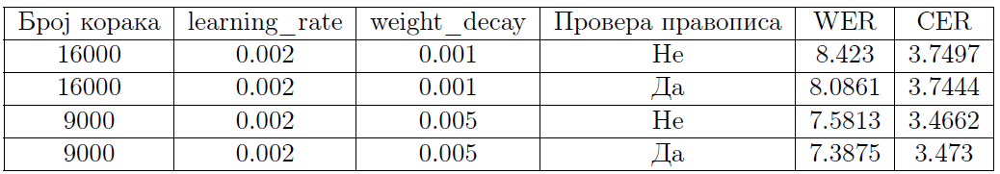 Број корака learning_rate weight_decay Провера правописа WER CER
16000 0.002 0.001 Не 8.423 3.7497
16000 0.002 0.001 Да 8.0861 3.7444
9000 0.002 0.005 Не 7.5813 3.4662
9000 0.002 0.005 Да 7.3875 3.473